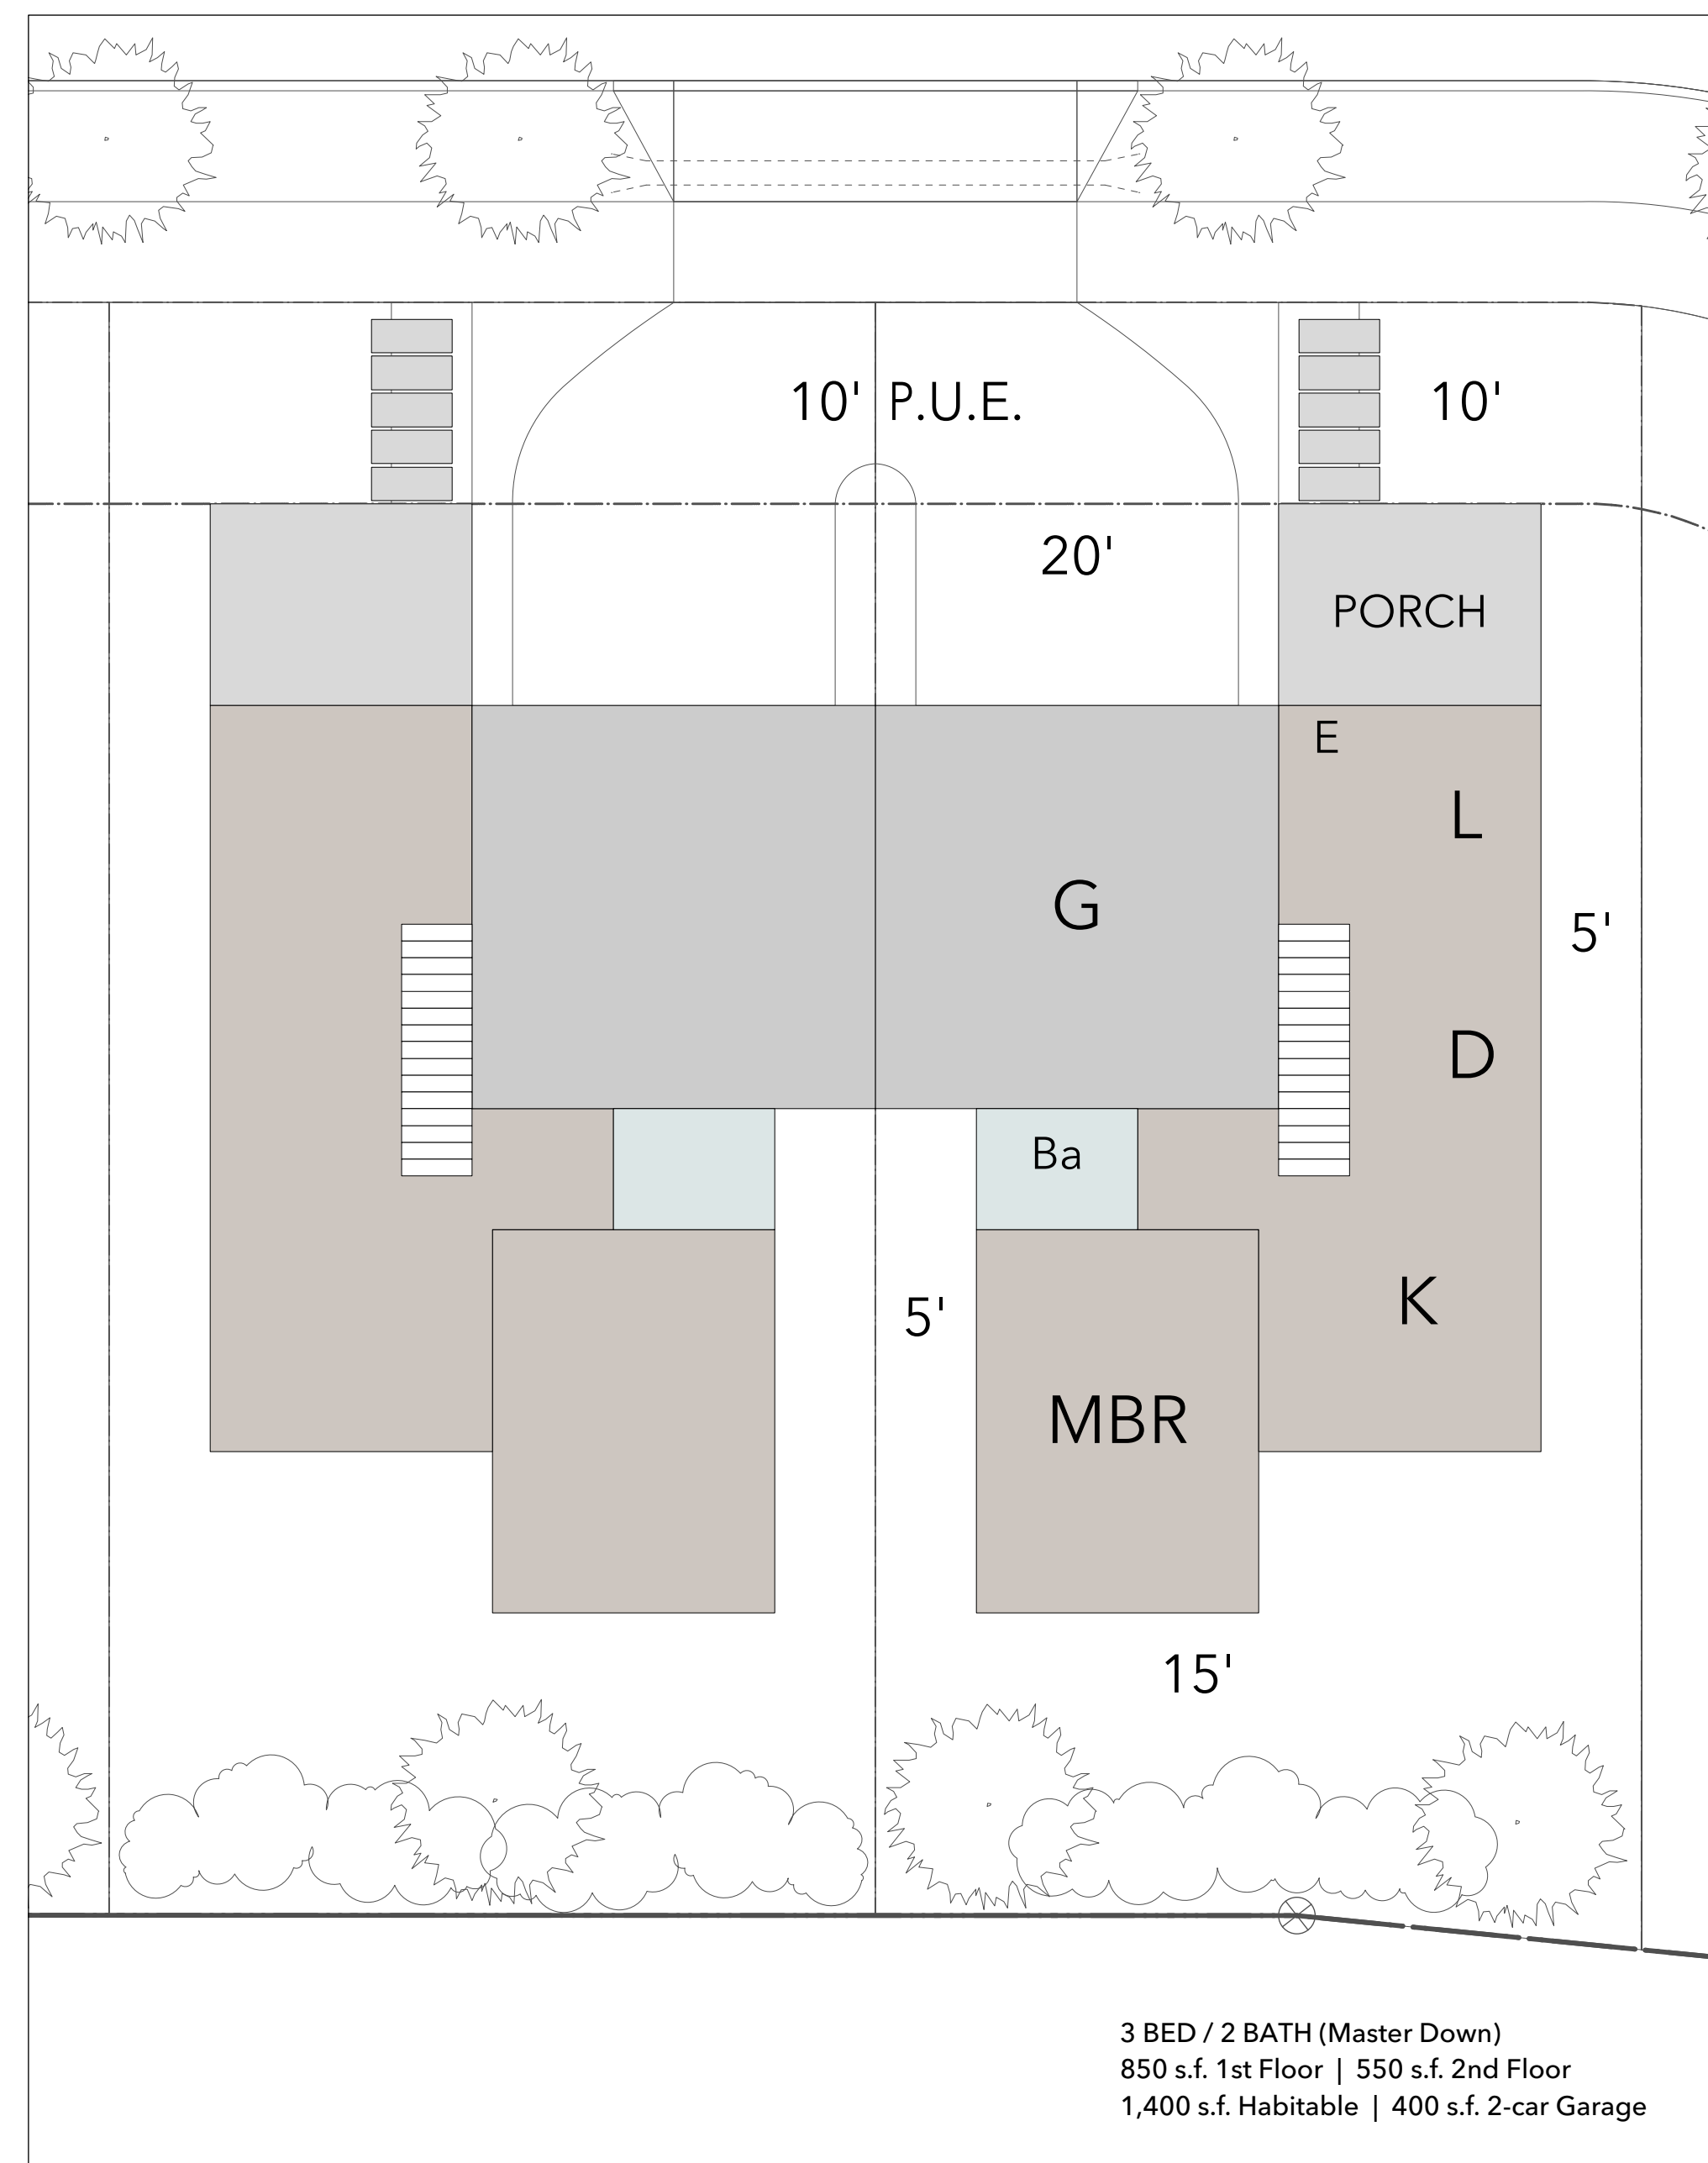 10' P.U.E.
10'
20'
PORCH
E
L
G
5'
D
Ba
K
5'
MBR
15'
3 BED / 2 BATH (Master Down)
850 s.f. 1st Floor | 550 s.f. 2nd Floor
1,400 s.f. Habitable | 400 s.f. 2-car Garage